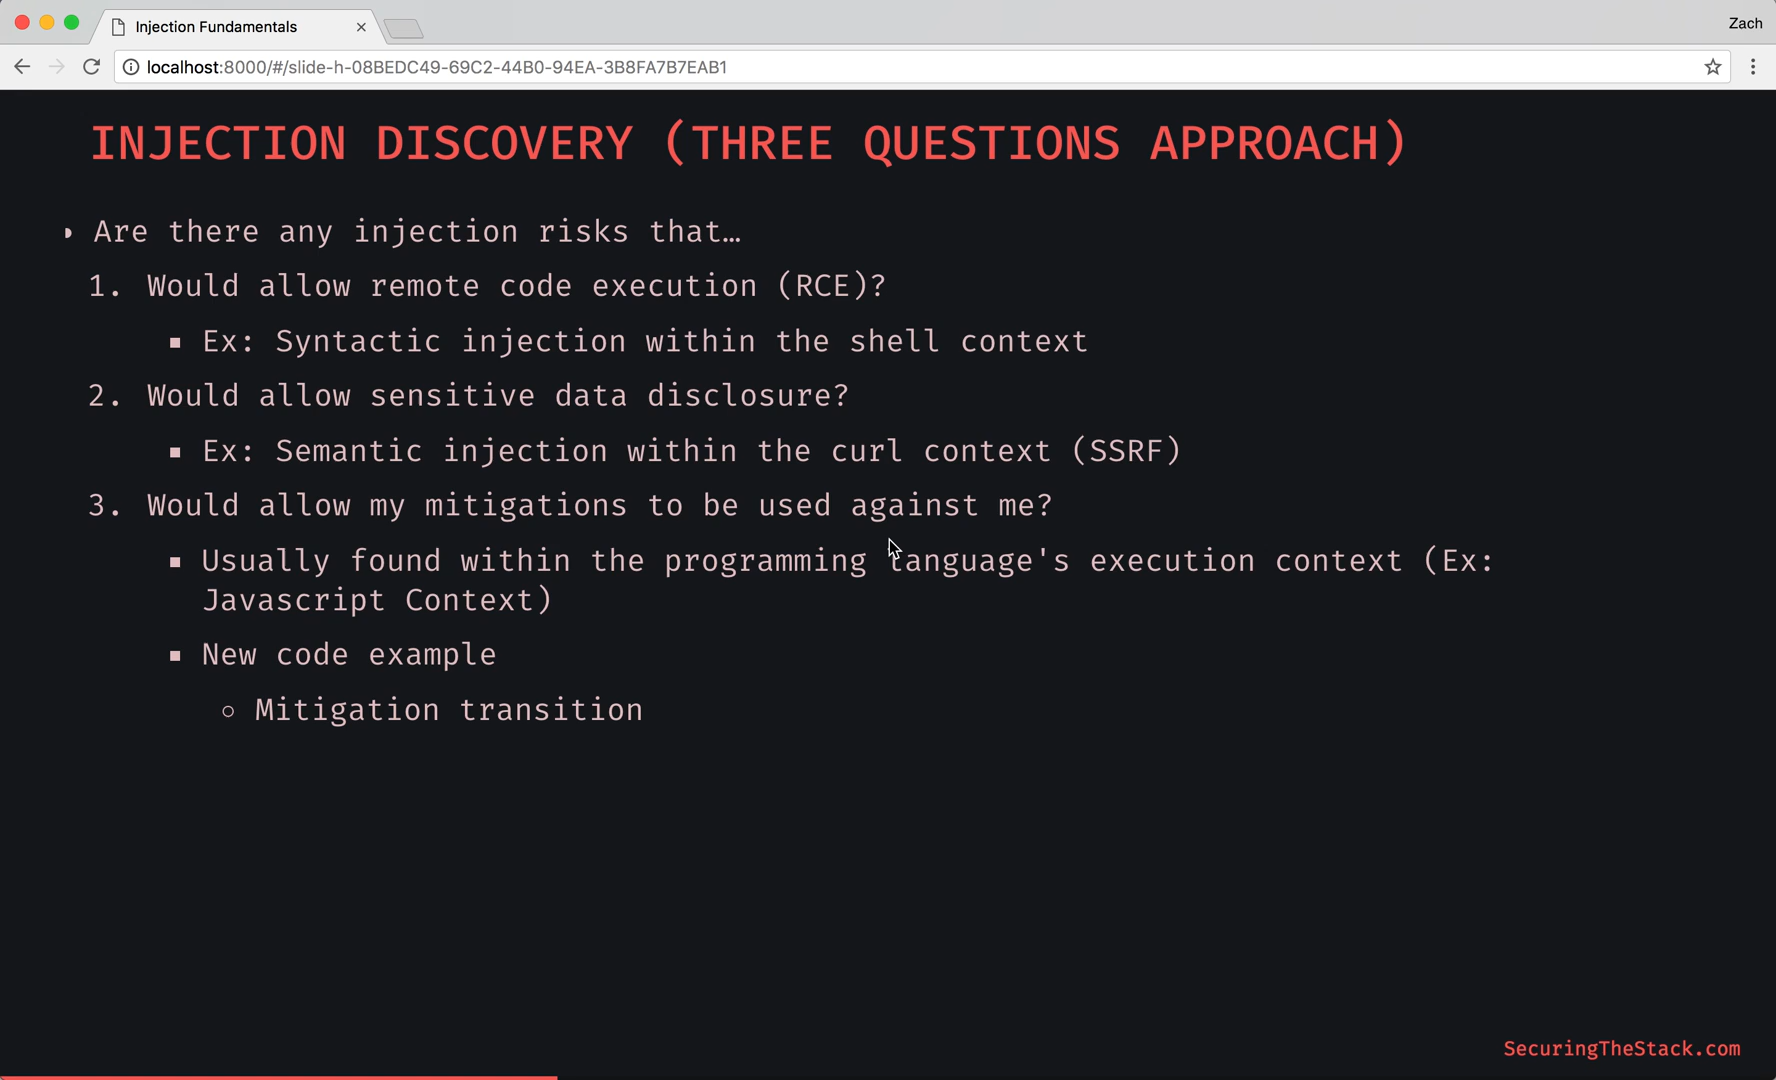 Injection Fundamentals
Zach
localhost:8000/#/slide-h-08BEDC49-69C2-44B0-94EA-3B8FA7B7EAB1
INJECTION DISCOVERY (THREE QUESTIONS APPROACH)
Are there any injection risks that…
1. Would allow remote code execution (RCE)?
Ex: Syntactic injection within the shell context
2. Would allow sensitive data disclosure?
Ex: Semantic injection within the curl context (SSRF)
3. Would allow my mitigations to be used against me?
Usually found within the programming language's execution context (Ex:
Javascript Context)
New code example
Mitigation transition
SecuringTheStack.com